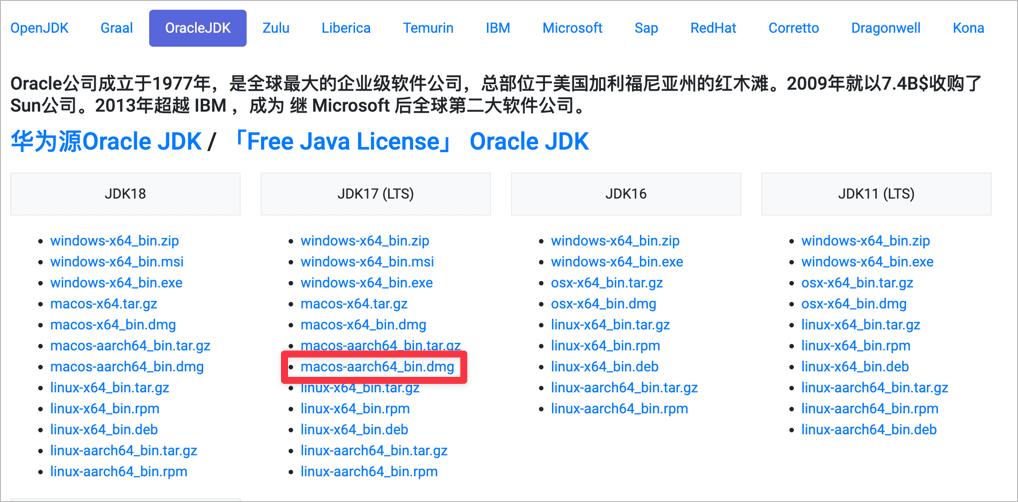 OpenJDK Graal OracleJDK Zulu Liberica Temurin IBM Microsoft Sap RedHat Corretto Dragonwell Kona
Oracle公司成立于1977年，是全球最大的企业级软件公司，总部位于美国加利福尼亚州的红木滩。2009年就以7.4B$收购了
Sun公司。2013年超越 IBM ，成为 继 Microsoft 后全球第二大软件公司。
华为源Oracle JDK / 「Free Java License」 Oracle JDK
JDK18
windows-x64_bin.zip
windows-x64_bin.msi
windows-x64_bin.exe
macos-x64.tar.gz
macos-x64_bin.dmg
macos-aarch64_bin.tar.gz
macos-aarch64_bin.dmg
linux-x64_bin.tar.gz
linux-x64_bin.rpm
linux-x64_bin.deb
linux-aarch64_bin.tar.gz
linux-aarch64_bin.rpm
JDK17 (LTS)
windows-x64_bin.zip
windows-x64_bin.msi
windows-x64_bin.exe
macos-x64.tar.gz
macos-x64_bin.dmg
macos-aarch64_bin.tar.gz
macos-aarch64_bin.dmg
linux-x64_bin.tar.gz
linux-x64_bin.rpm
linux-x64_bin.deb
linux-aarch64_bin.tar.gz
linux-aarch64_bin.rpm
JDK16
windows-x64_bin.zip
windows-x64_bin.exe
osx-x64_bin.tar.gz
osx-x64_bin.dmg
linux-x64_bin.tar.gz
linux-x64_bin.rpm
linux-x64_bin.deb
linux-aarch64_bin.tar.gz
linux-aarch64_bin.rpm
JDK11 (LTS)
windows-x64_bin.zip
windows-x64_bin.exe
osx-x64_bin.tar.gz
osx-x64_bin.dmg
linux-x64_bin.tar.gz
linux-x64_bin.rpm
linux-x64_bin.deb
linux-aarch64_bin.tar.gz
linux-aarch64_bin.rpm
linux-aarch64_bin.deb